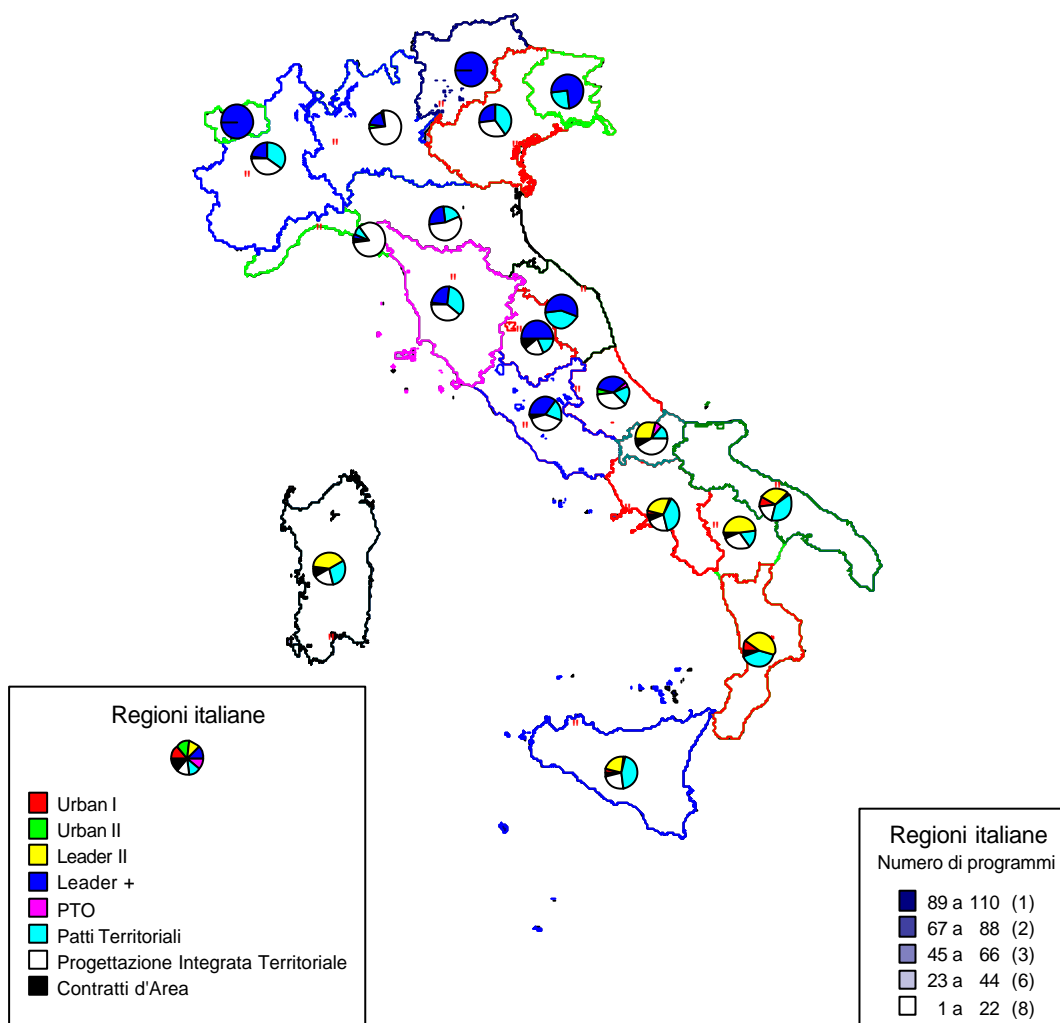 Regioni italiane
Urban I
Urban II
Leader II
Leader +
PTO
Patti Territoriali
Progettazione Integrata Territoriale
Contratti d'Area
Regioni italiane
Numero di programmi
89 a 110 (1)
67 a 88 (2)
45 a 66 (3)
23 a 44 (6)
1 a 22 (8)